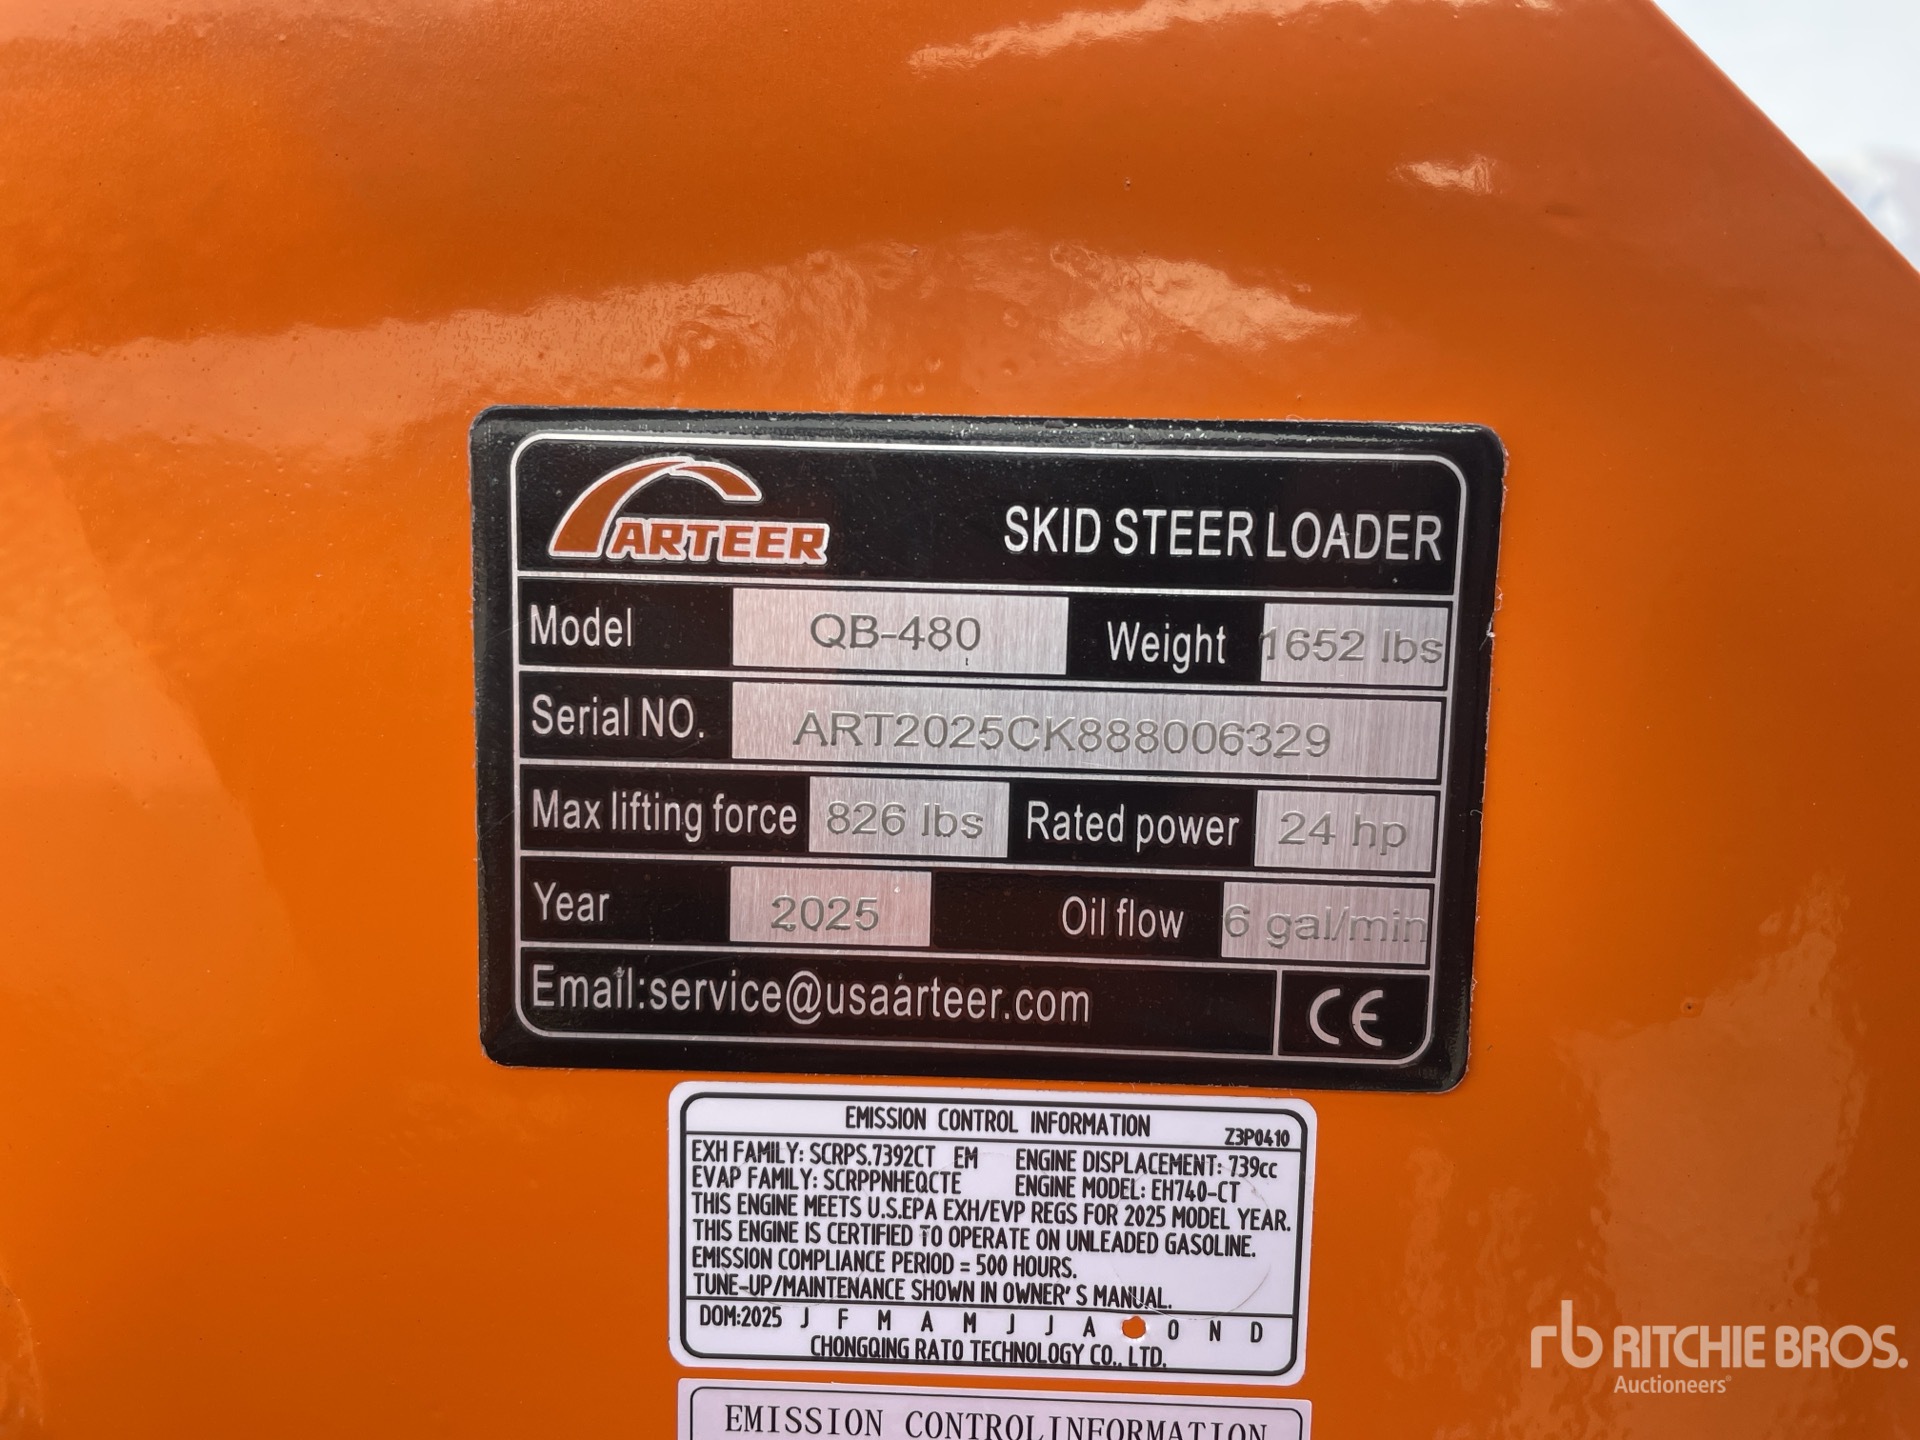 ARTEER SKID STEER LOADER
Model QB-480 Weight 1652 lbs
Serial NO. ART2025CK888006329
Max lifting force 826 lbs Rated power 24 hp
Year 2025 Oil flow 6 gal/min
Email:service@usaarteer.com CE
EMISSION CONTROL INFORMATION Z3P0410
EXH FAMILY: SCRPS.7392CT EM ENGINE DISPLACEMENT: 739cc
EVAP FAMILY: SCRPPNHEQCTE ENGINE MODEL: EH740-CT
THIS ENGINE MEETS U.S.EPA EXH/EVP REGS FOR 2025 MODEL YEAR.
THIS ENGINE IS CERTIFIED TO OPERATE ON UNLEADED GASOLINE.
EMISSION COMPLIANCE PERIOD = 500 HOURS.
TUNE-UP/MAINTENANCE SHOWN IN OWNER'S MANUAL.
DOM:2025 J F M A M J J A O N D
CHONGQING RATO TECHNOLOGY CO., LTD.
EMISSION CONTROL INFORMATION
rb RITCHIE BROS.
Auctioneers